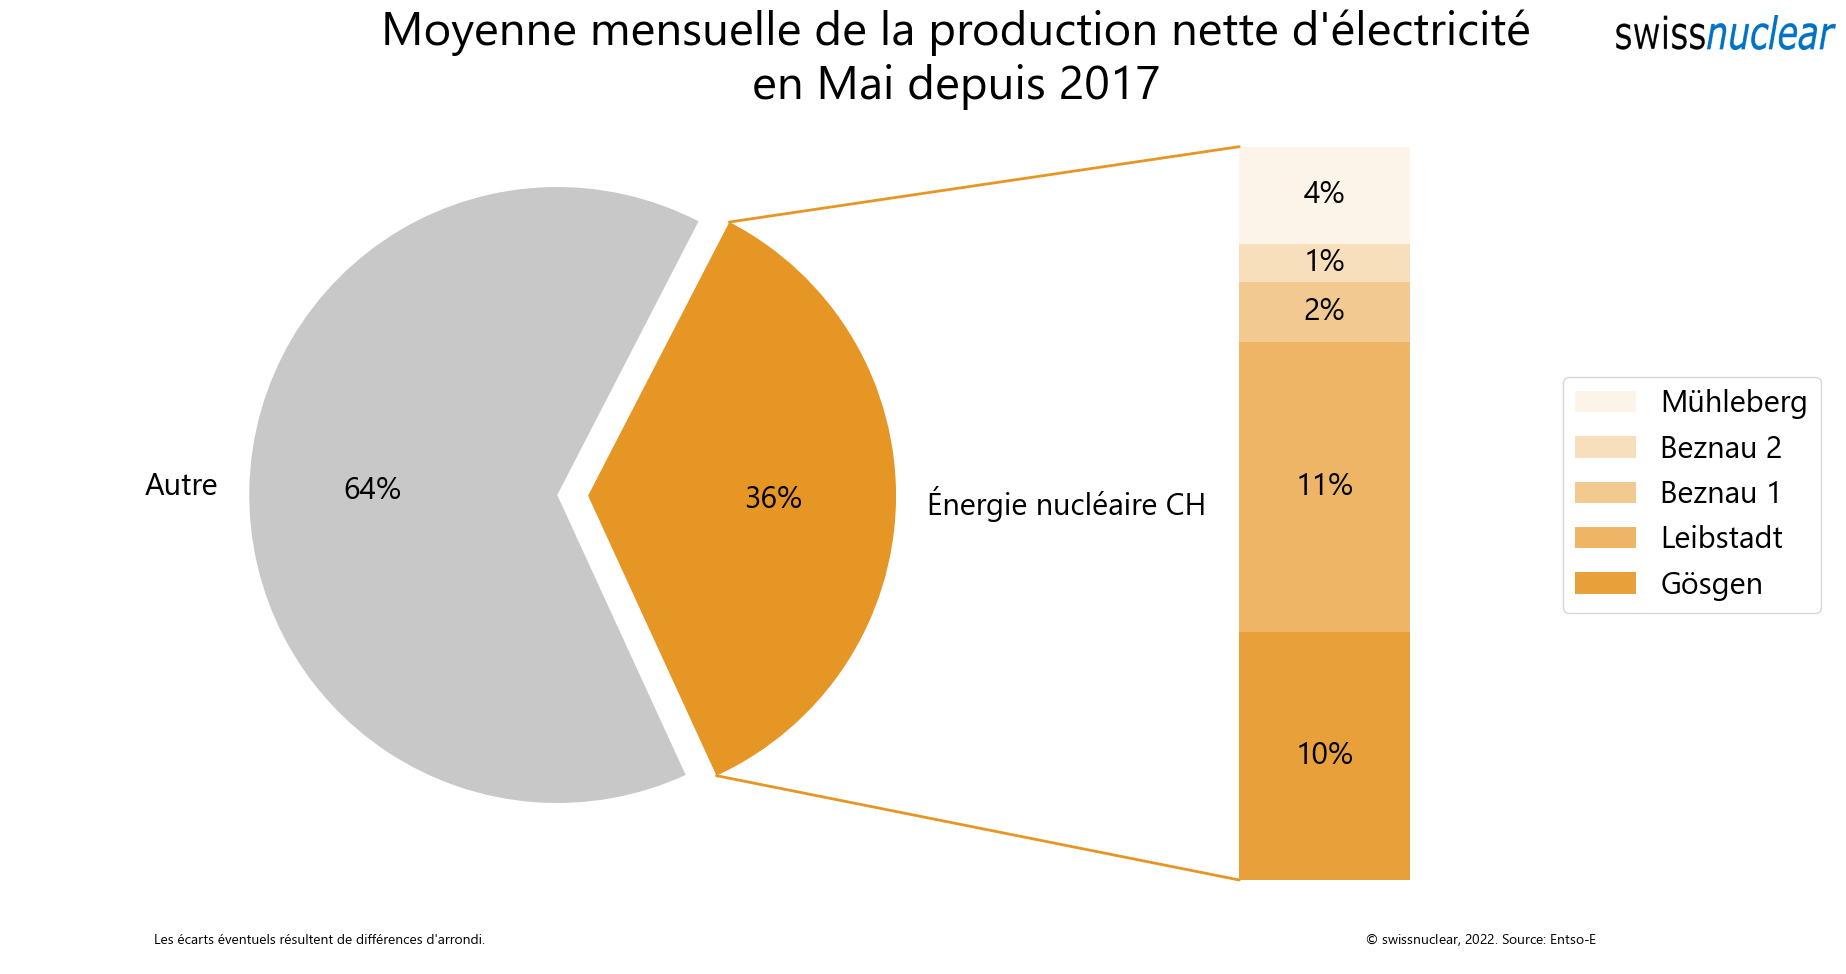 Moyenne mensuelle de la production nette d'électricité
en Mai depuis 2017
swissnuclear
Autre
64%
36%
Énergie nucléaire CH
4%
1%
2%
11%
10%
Mühleberg
Beznau 2
Beznau 1
Leibstadt
Gösgen
Les écarts éventuels résultent de différences d'arrondi.
© swissnuclear, 2022. Source: Entso-E